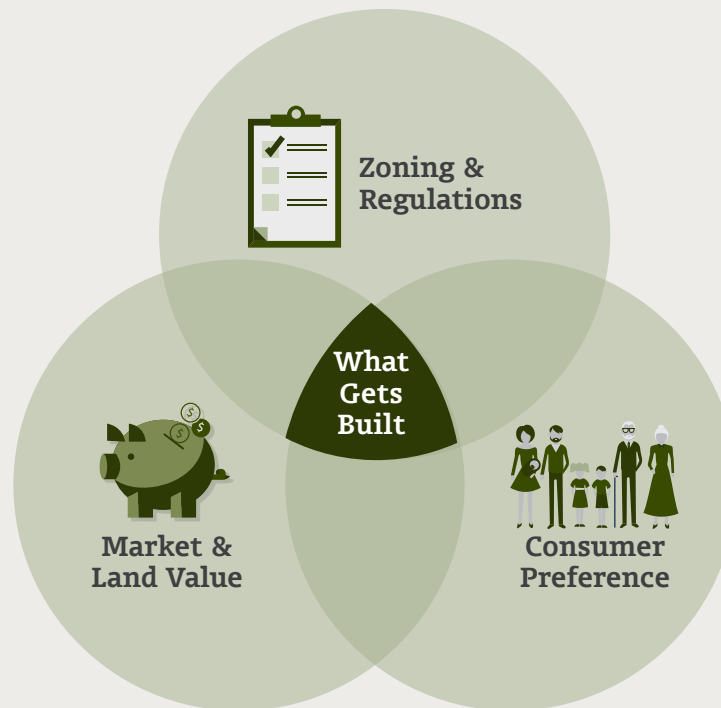 Zoning &
Regulations
What
Gets
Built
$
$
$
Market &
Land Value
Consumer
Preference